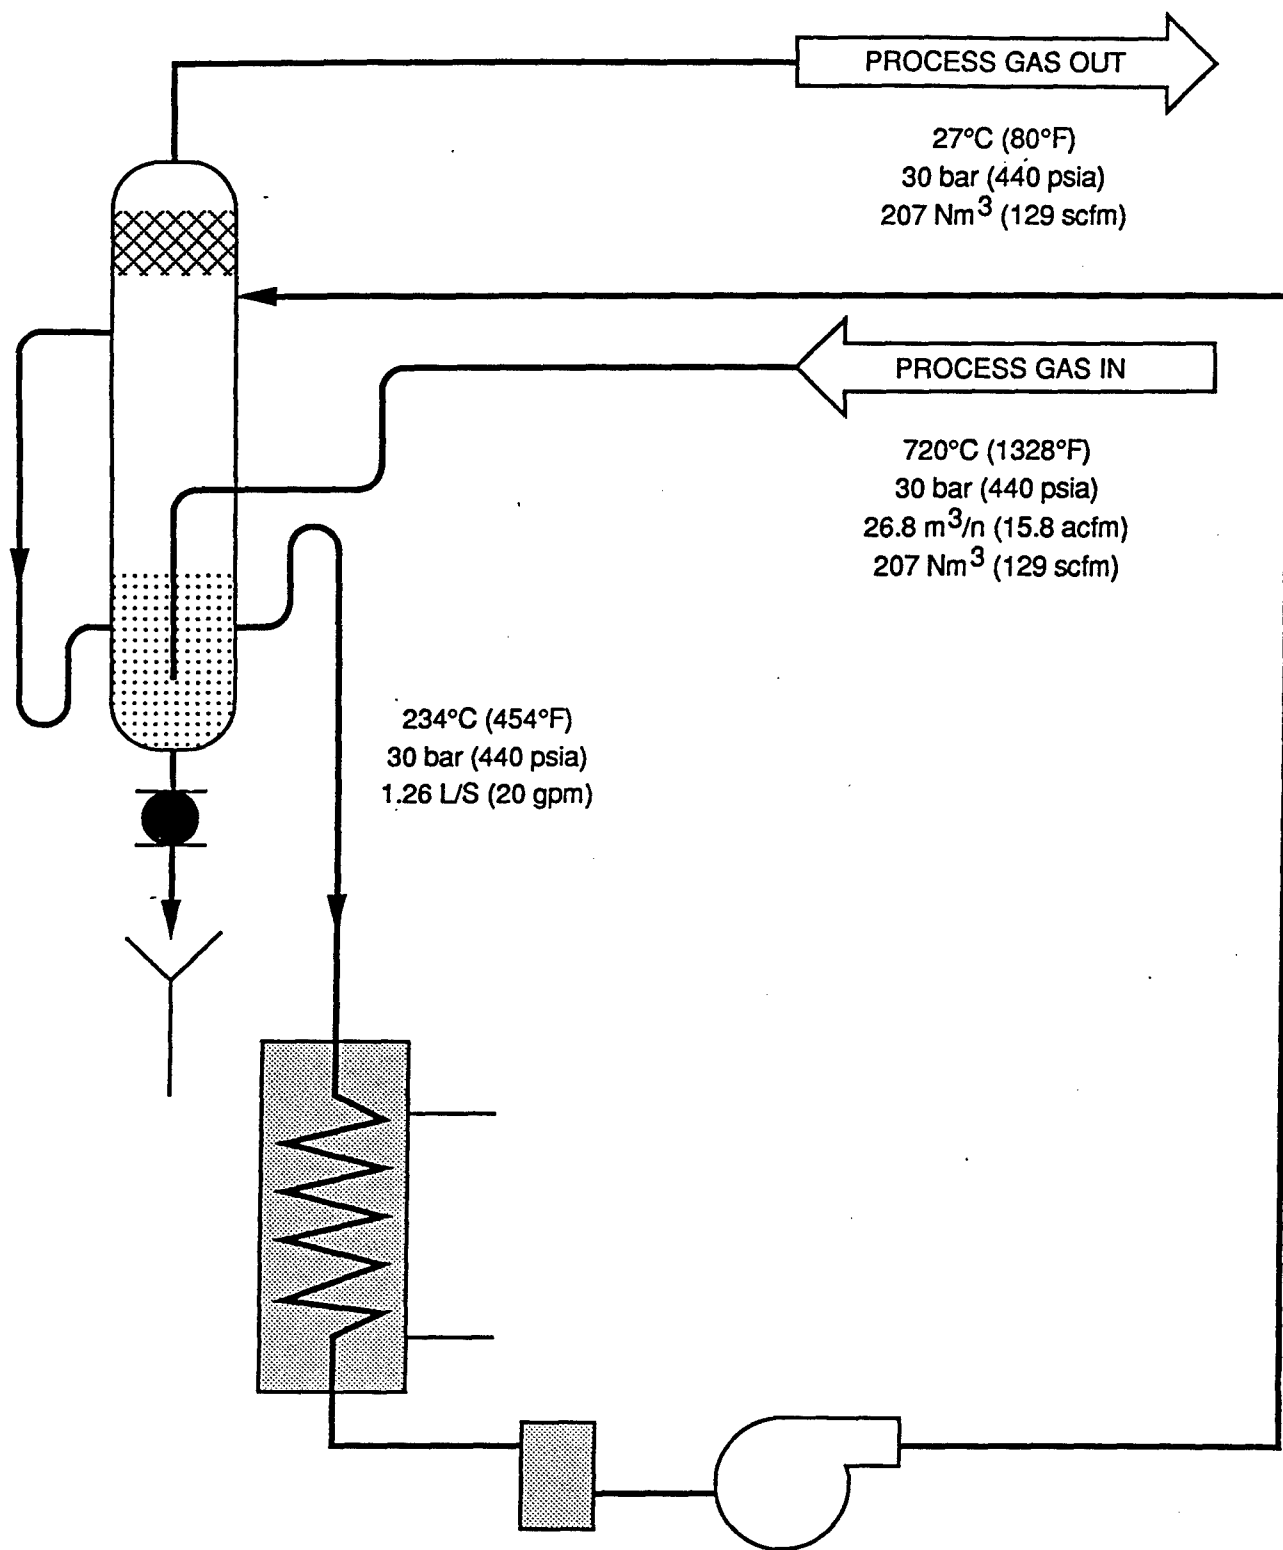 PROCESS GAS OUT
27°C (80°F)
30 bar (440 psia)
207 Nm³ (129 scfm)
PROCESS GAS IN
720°C (1328°F)
30 bar (440 psia)
26.8 m³/n (15.8 acfm)
207 Nm³ (129 scfm)
234°C (454°F)
30 bar (440 psia)
1.26 L/S (20 gpm)